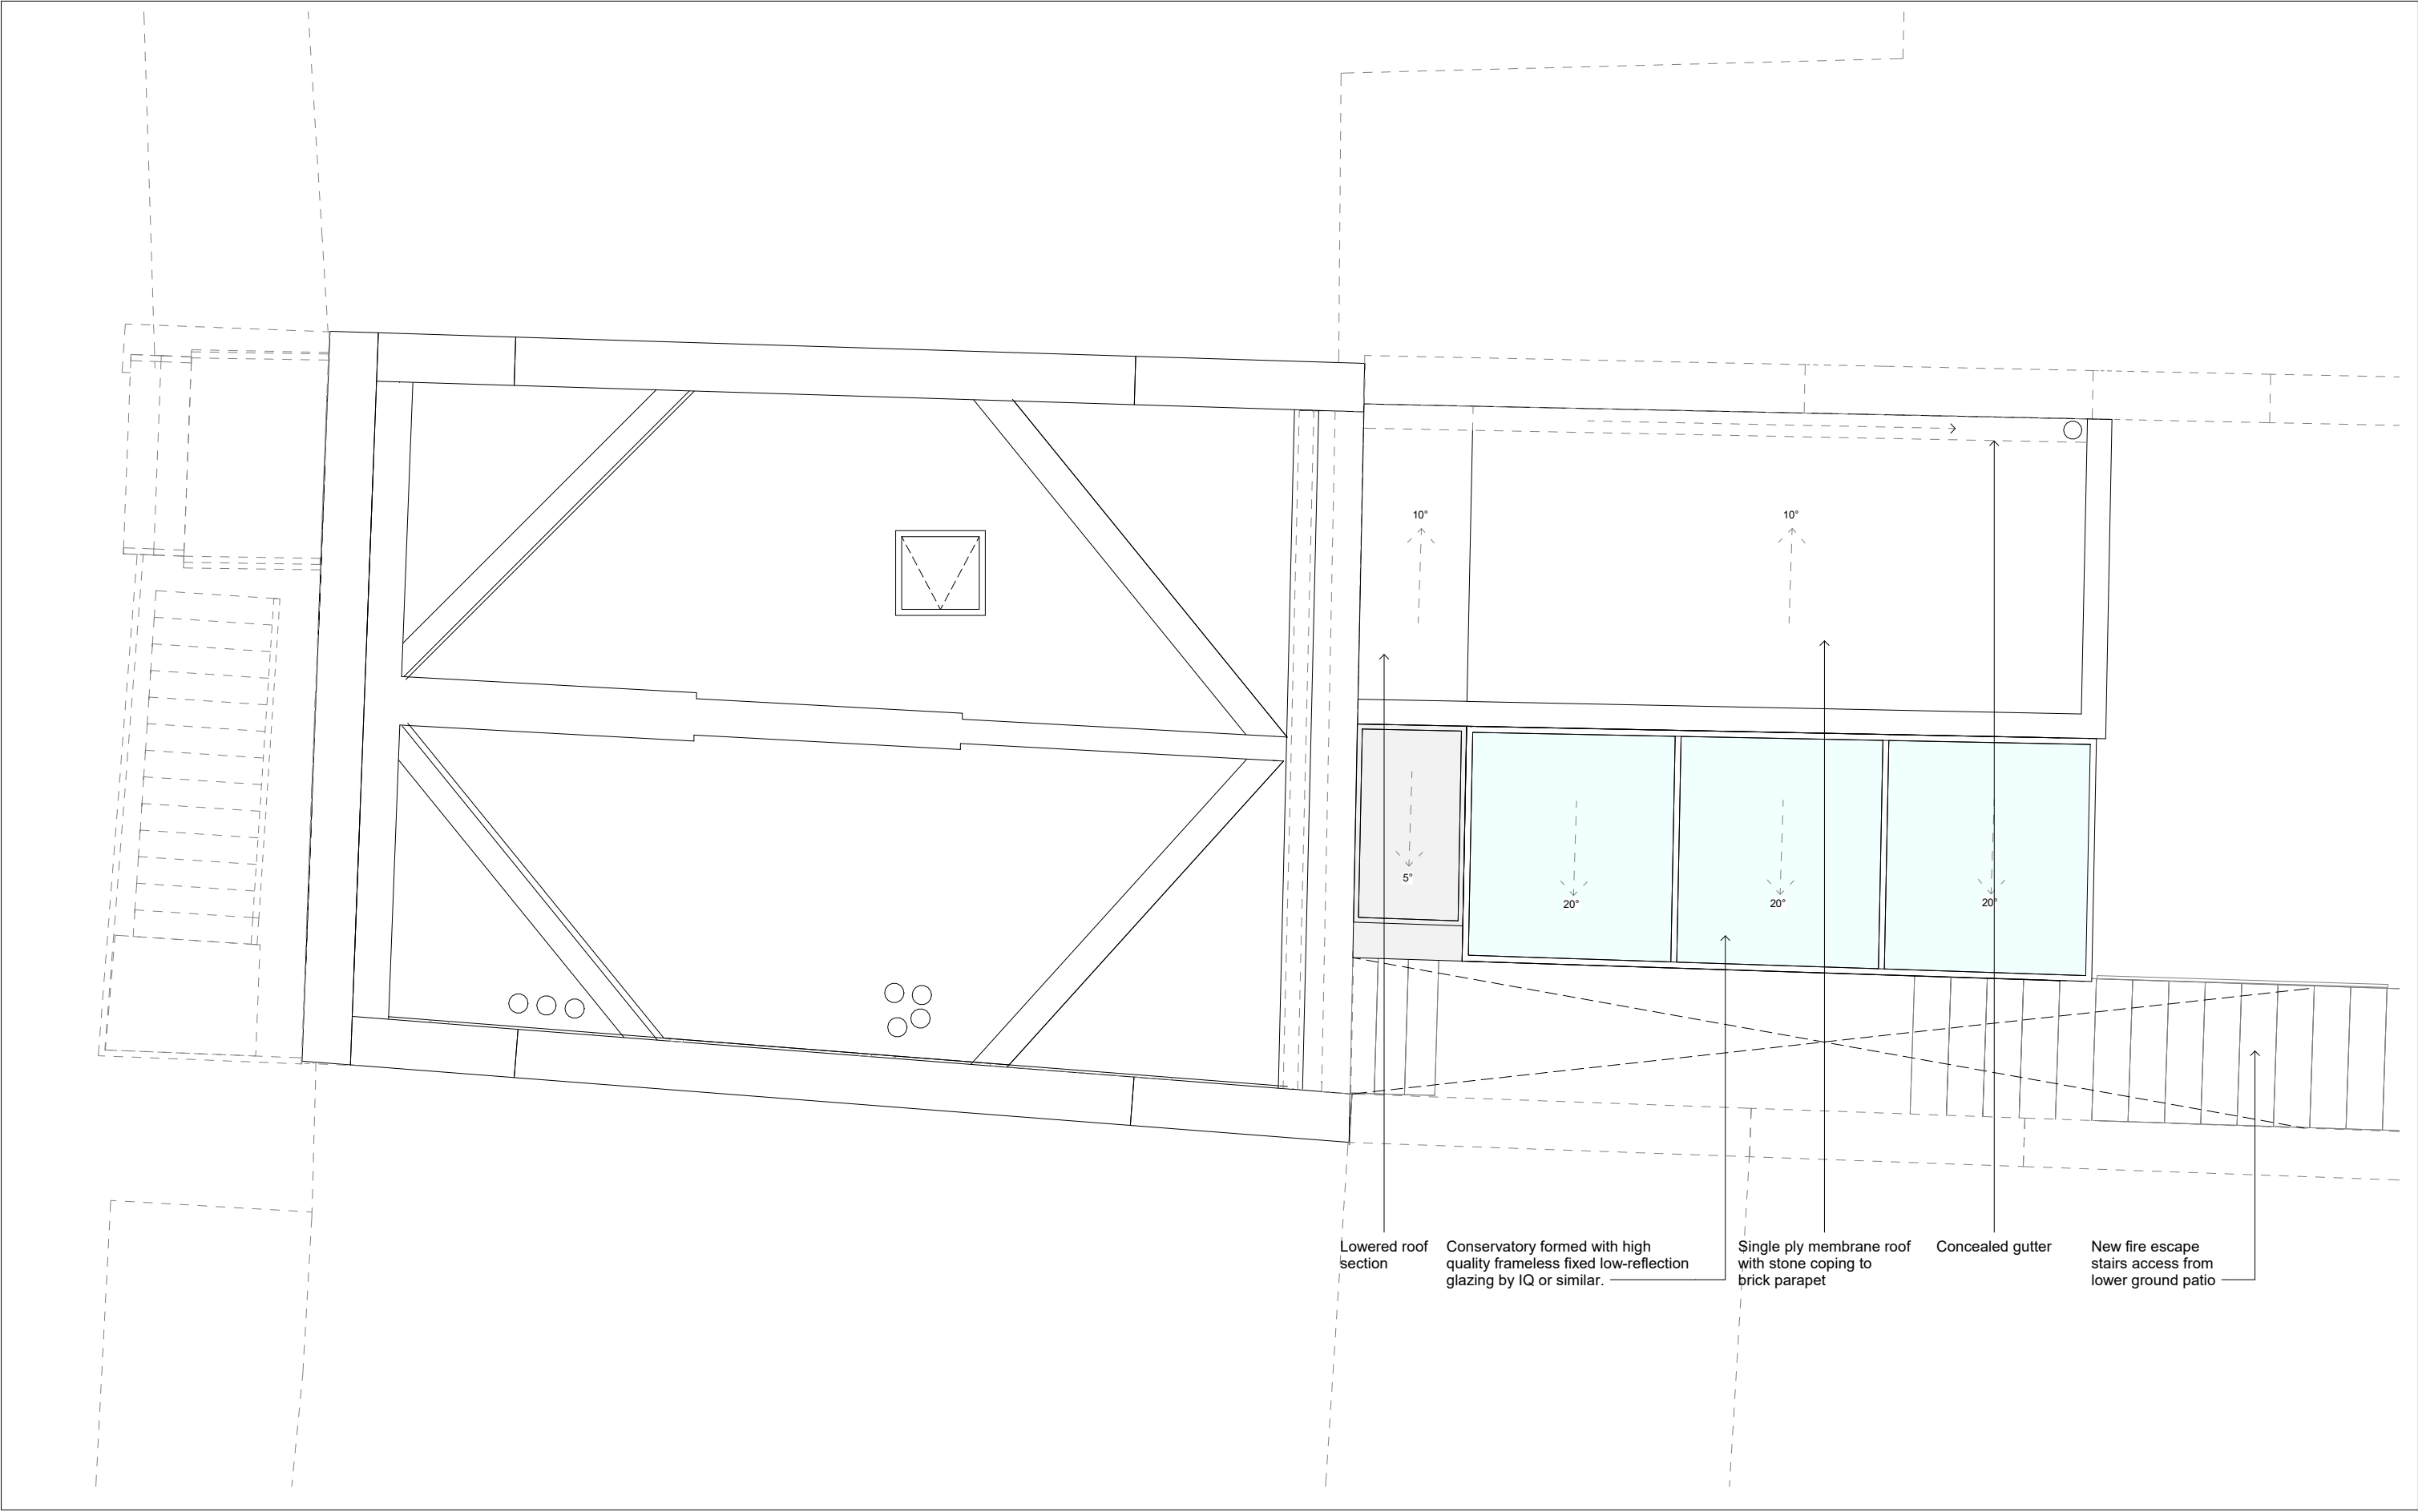 10°
10°
5°
20°
20°
20°
Lowered roof
section
Conservatory formed with high
quality frameless fixed low-reflection
glazing by IQ or similar.
Single ply membrane roof
with stone coping to
brick parapet
Concealed gutter
New fire escape
stairs access from
lower ground patio